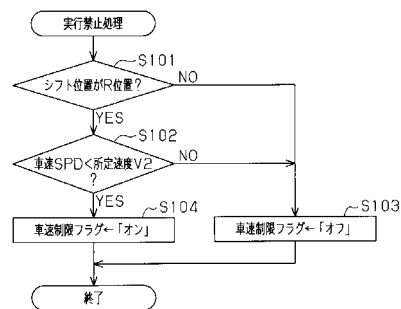 実行禁止処理
S101
シフト位置がR位置?
NO
YES
S102
車速SPD<所定速度V2
?
NO
YES
S104
車速制限フラグ←「オン」
S103
車速制限フラグ←「オフ」
終了